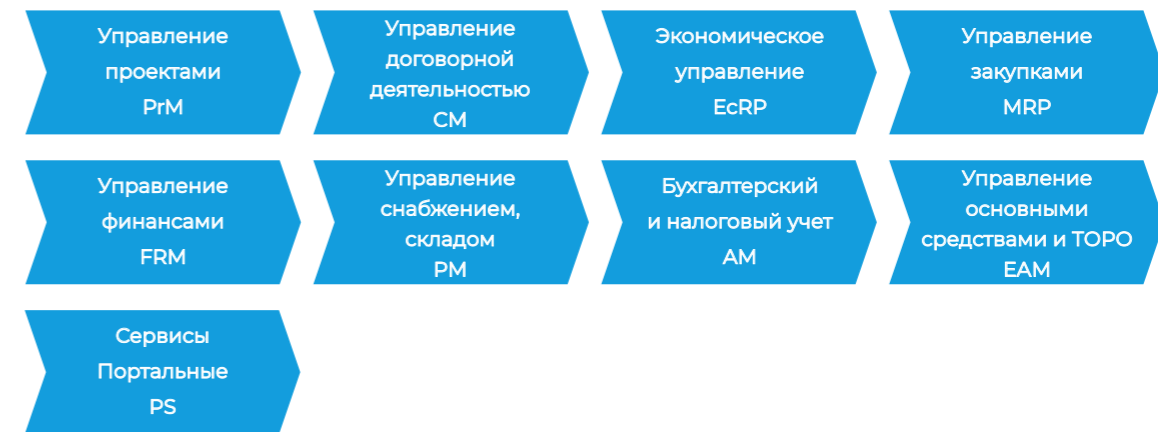 Управление
проектами
PrM
Управление
договорной
деятельностью
CM
Экономическое
управление
EcRP
Управление
закупками
MRP
Управление
финансами
FRM
Управление
снабжением,
складом
PM
Бухгалтерский
и налоговый учет
AM
Управление
основными
средствами и ТОРО
EAM
Сервисы
Портальные
PS